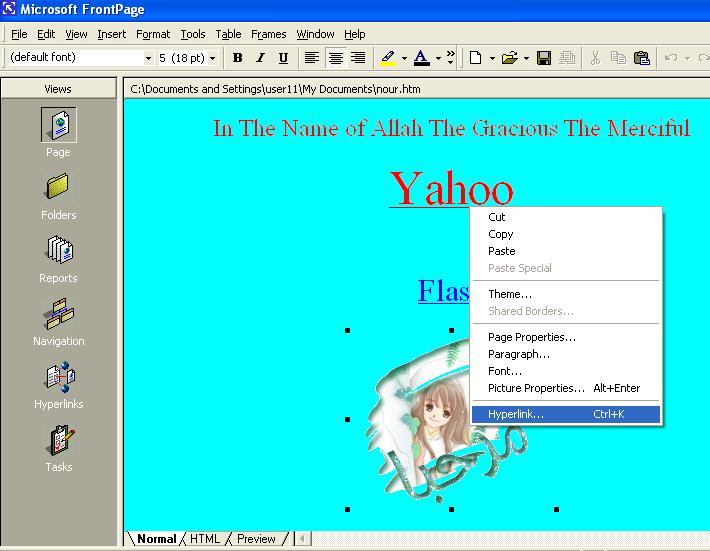 Microsoft FrontPage
File Edit View Insert Format Tools Table Frames Window Help
(default font) 5 (18 pt) B I U A
Views
C:\Documents and Settings\user11\My Documents\nour.htm
Page
Folders
Reports
Navigation
Hyperlinks
Tasks
In The Name of Allah The Gracious The Merciful
Yahoo
Flas
Cut
Copy
Paste
Paste Special
Theme...
Shared Borders...
Page Properties...
Paragraph...
Font...
Picture Properties... Alt+Enter
Hyperlink... Ctrl+K
مرحبا
Normal HTML Preview